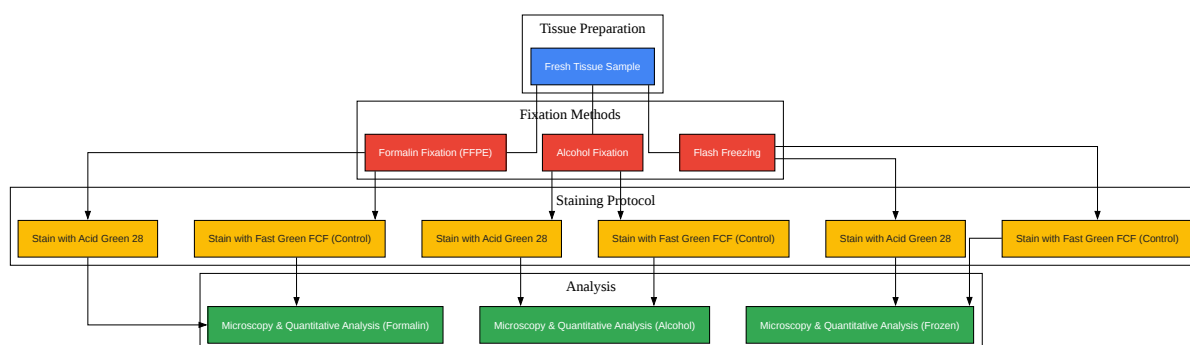 Tissue Preparation
Fresh Tissue Sample
Fixation Methods
Formalin Fixation (FFPE)
Alcohol Fixation
Flash Freezing
Staining Protocol
Stain with Acid Green 28
Stain with Fast Green FCF (Control)
Stain with Acid Green 28
Stain with Fast Green FCF (Control)
Stain with Acid Green 28
Stain with Fast Green FCF (Control)
Analysis
Microscopy & Quantitative Analysis (Formalin)
Microscopy & Quantitative Analysis (Alcohol)
Microscopy & Quantitative Analysis (Frozen)